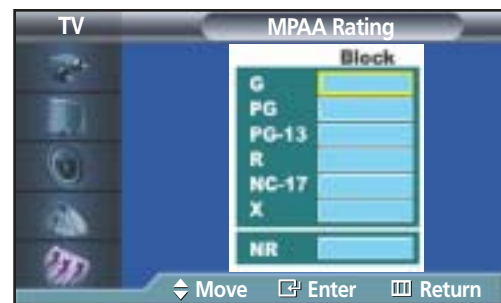 TV MPAA Rating
Block
G
PG
PG-13
R
NC-17
X
NR
Move Enter Return